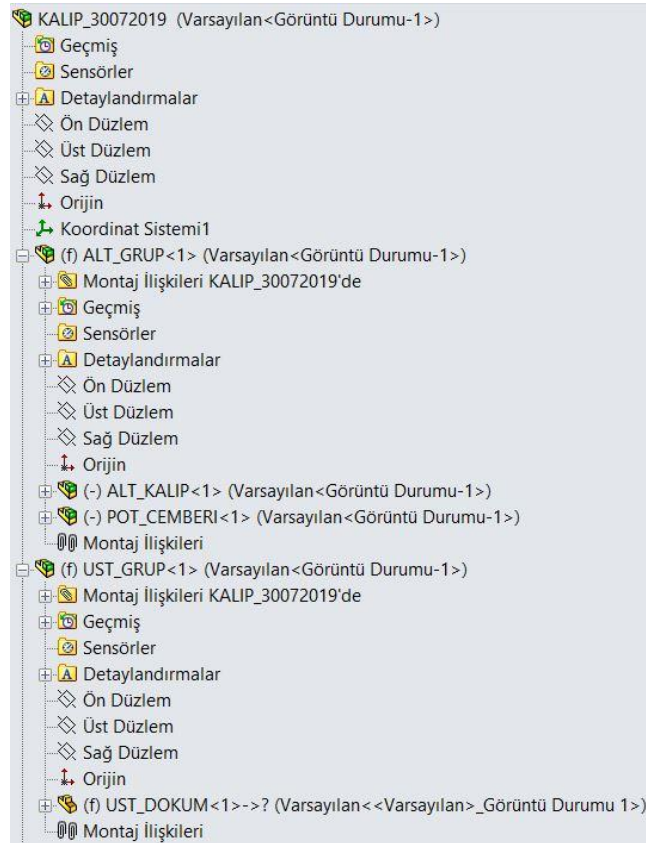 KALIP_30072019 (Varsayılan<Görüntü Durumu-1>)
Geçmiş
Sensörler
A Detaylandırmalar
Ön Düzlem
Üst Düzlem
Sağ Düzlem
Orijin
Koordinat Sistemi1
(f) ALT_GRUP<1> (Varsayılan<Görüntü Durumu-1>)
Montaj İlişkileri KALIP_30072019'de
Geçmiş
Sensörler
A Detaylandırmalar
Ön Düzlem
Üst Düzlem
Sağ Düzlem
Orijin
(-) ALT_KALIP<1> (Varsayılan<Görüntü Durumu-1>)
(-) POT_CEMBERI<1> (Varsayılan<Görüntü Durumu-1>)
Montaj İlişkileri
(f) UST_GRUP<1> (Varsayılan<Görüntü Durumu-1>)
Montaj İlişkileri KALIP_30072019'de
Geçmiş
Sensörler
A Detaylandırmalar
Ön Düzlem
Üst Düzlem
Sağ Düzlem
Orijin
(f) UST_DOKUM<1>->? (Varsayılan<<Varsayılan>_Görüntü Durumu 1>)
Montaj İlişkileri